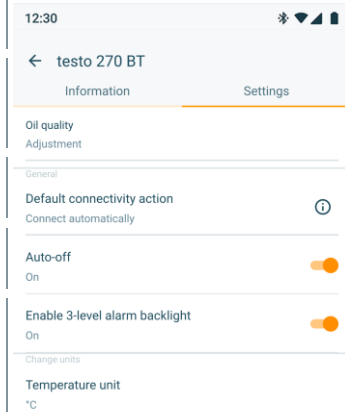 12:30
testo 270 BT
Information Settings
Oil quality
Adjustment
General
Default connectivity action
Connect automatically
Auto-off
On
Enable 3-level alarm backlight
On
Change units
Temperature unit
°C